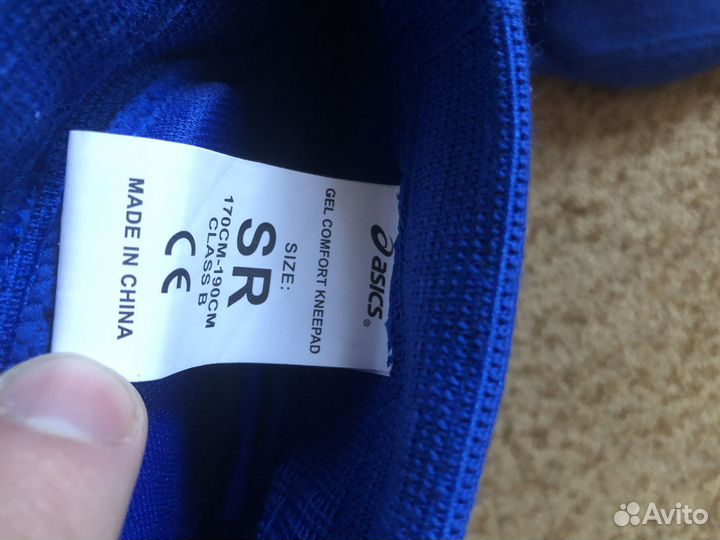 asics®
GEL COMFORT KNEEPAD
SIZE:
SR
170CM-190CM
CLASS B
CE
MADE IN CHINA
Avito